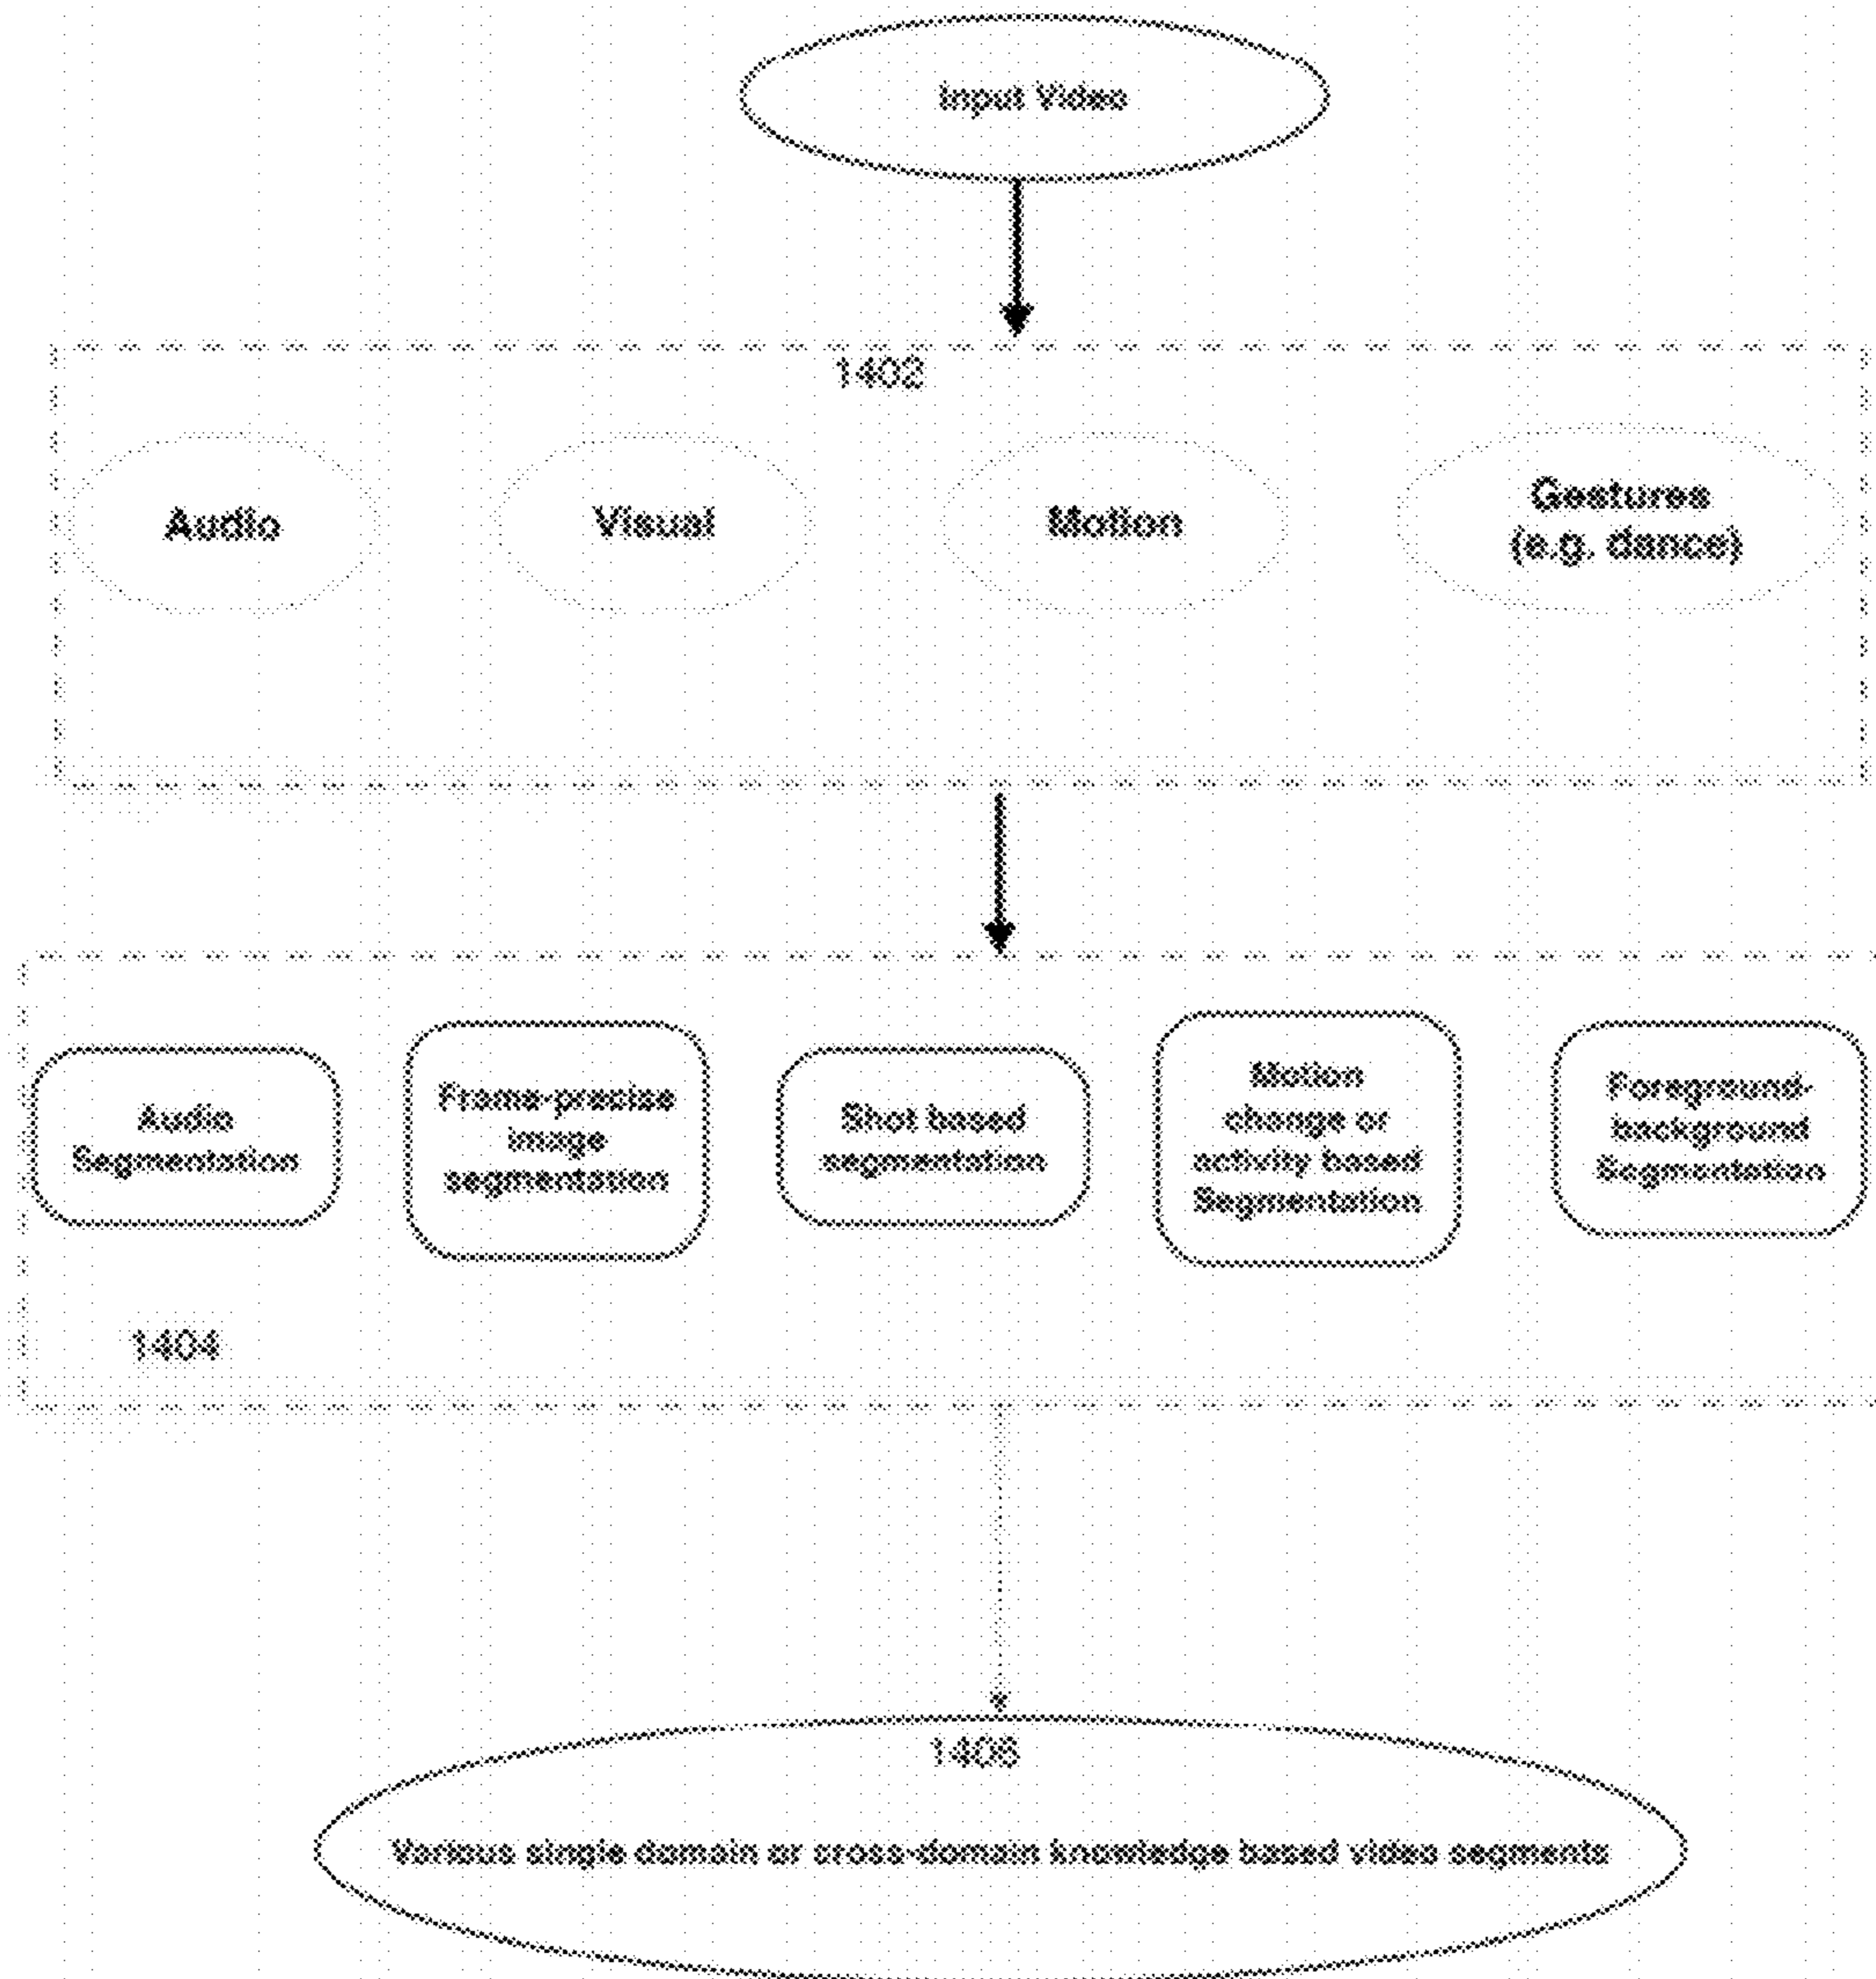 Input Video
1402
Audio
Visual
Motion
Gestures
(e.g. dance)
Audio
Segmentation
Frame-precise
image
segmentation
Shot based
segmentation
Motion
change or
activity based
Segmentation
Foreground-
background
Segmentation
1404
1406
Various single domain or cross-domain knowledge based video segments